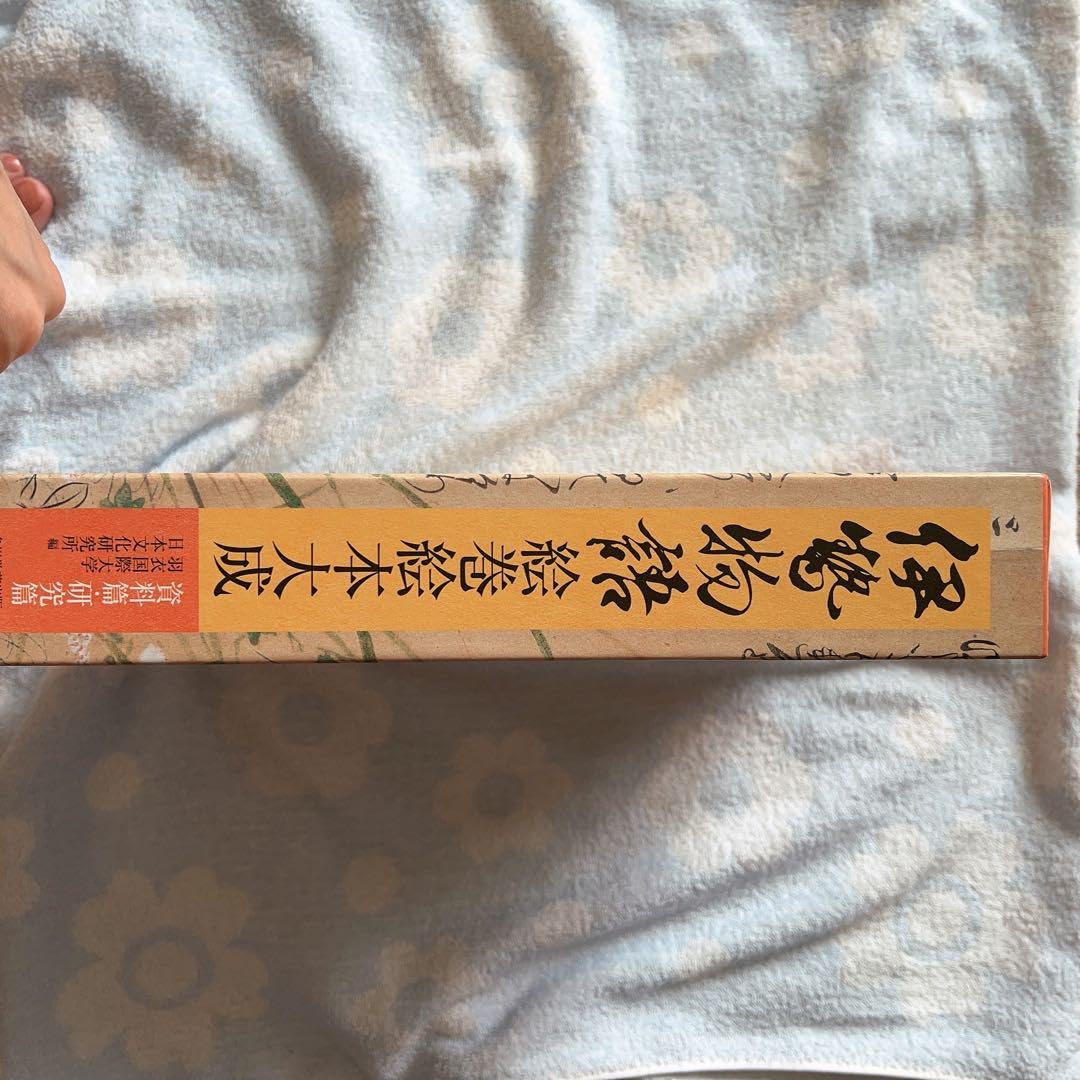 伊勢物語
絵巻絵本大成
羽衣国際大学
日本文化研究所
編
資料篇・研究篇